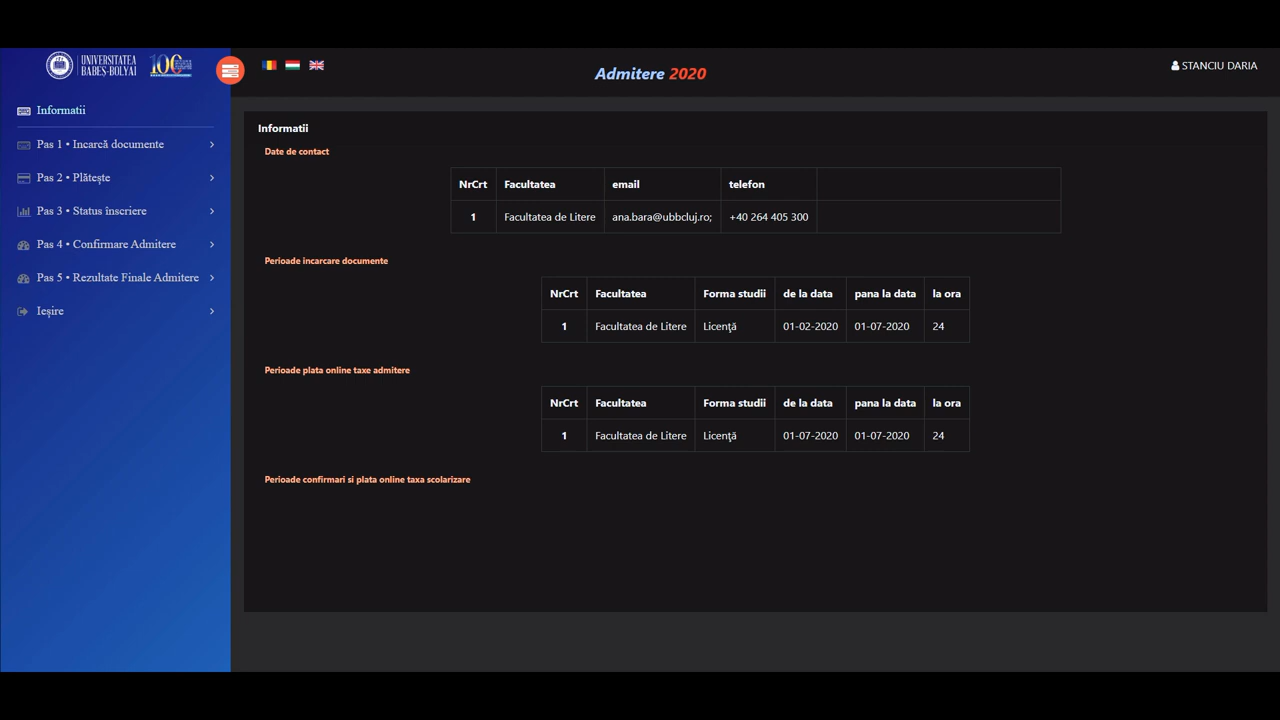 UNIVERSITATEA
BABEȘ-BOLYAI
Admitere 2020
STANCIU DARIA
Informatii
Pas 1 • Incarcă documente
Pas 2 • Plătește
Pas 3 • Status înscriere
Pas 4 • Confirmare Admitere
Pas 5 • Rezultate Finale Admitere
Ieșire
Informatii
Date de contact
NrCrt Facultatea email telefon
1 Facultatea de Litere ana.bara@ubbcluj.ro; +40 264 405 300
Perioade incarcare documente
NrCrt Facultatea Forma studii de la data pana la data la ora
1 Facultatea de Litere Licenţă 01-02-2020 01-07-2020 24
Perioade plata online taxe admitere
NrCrt Facultatea Forma studii de la data pana la data la ora
1 Facultatea de Litere Licenţă 01-07-2020 01-07-2020 24
Perioade confirmari si plata online taxa scolarizare